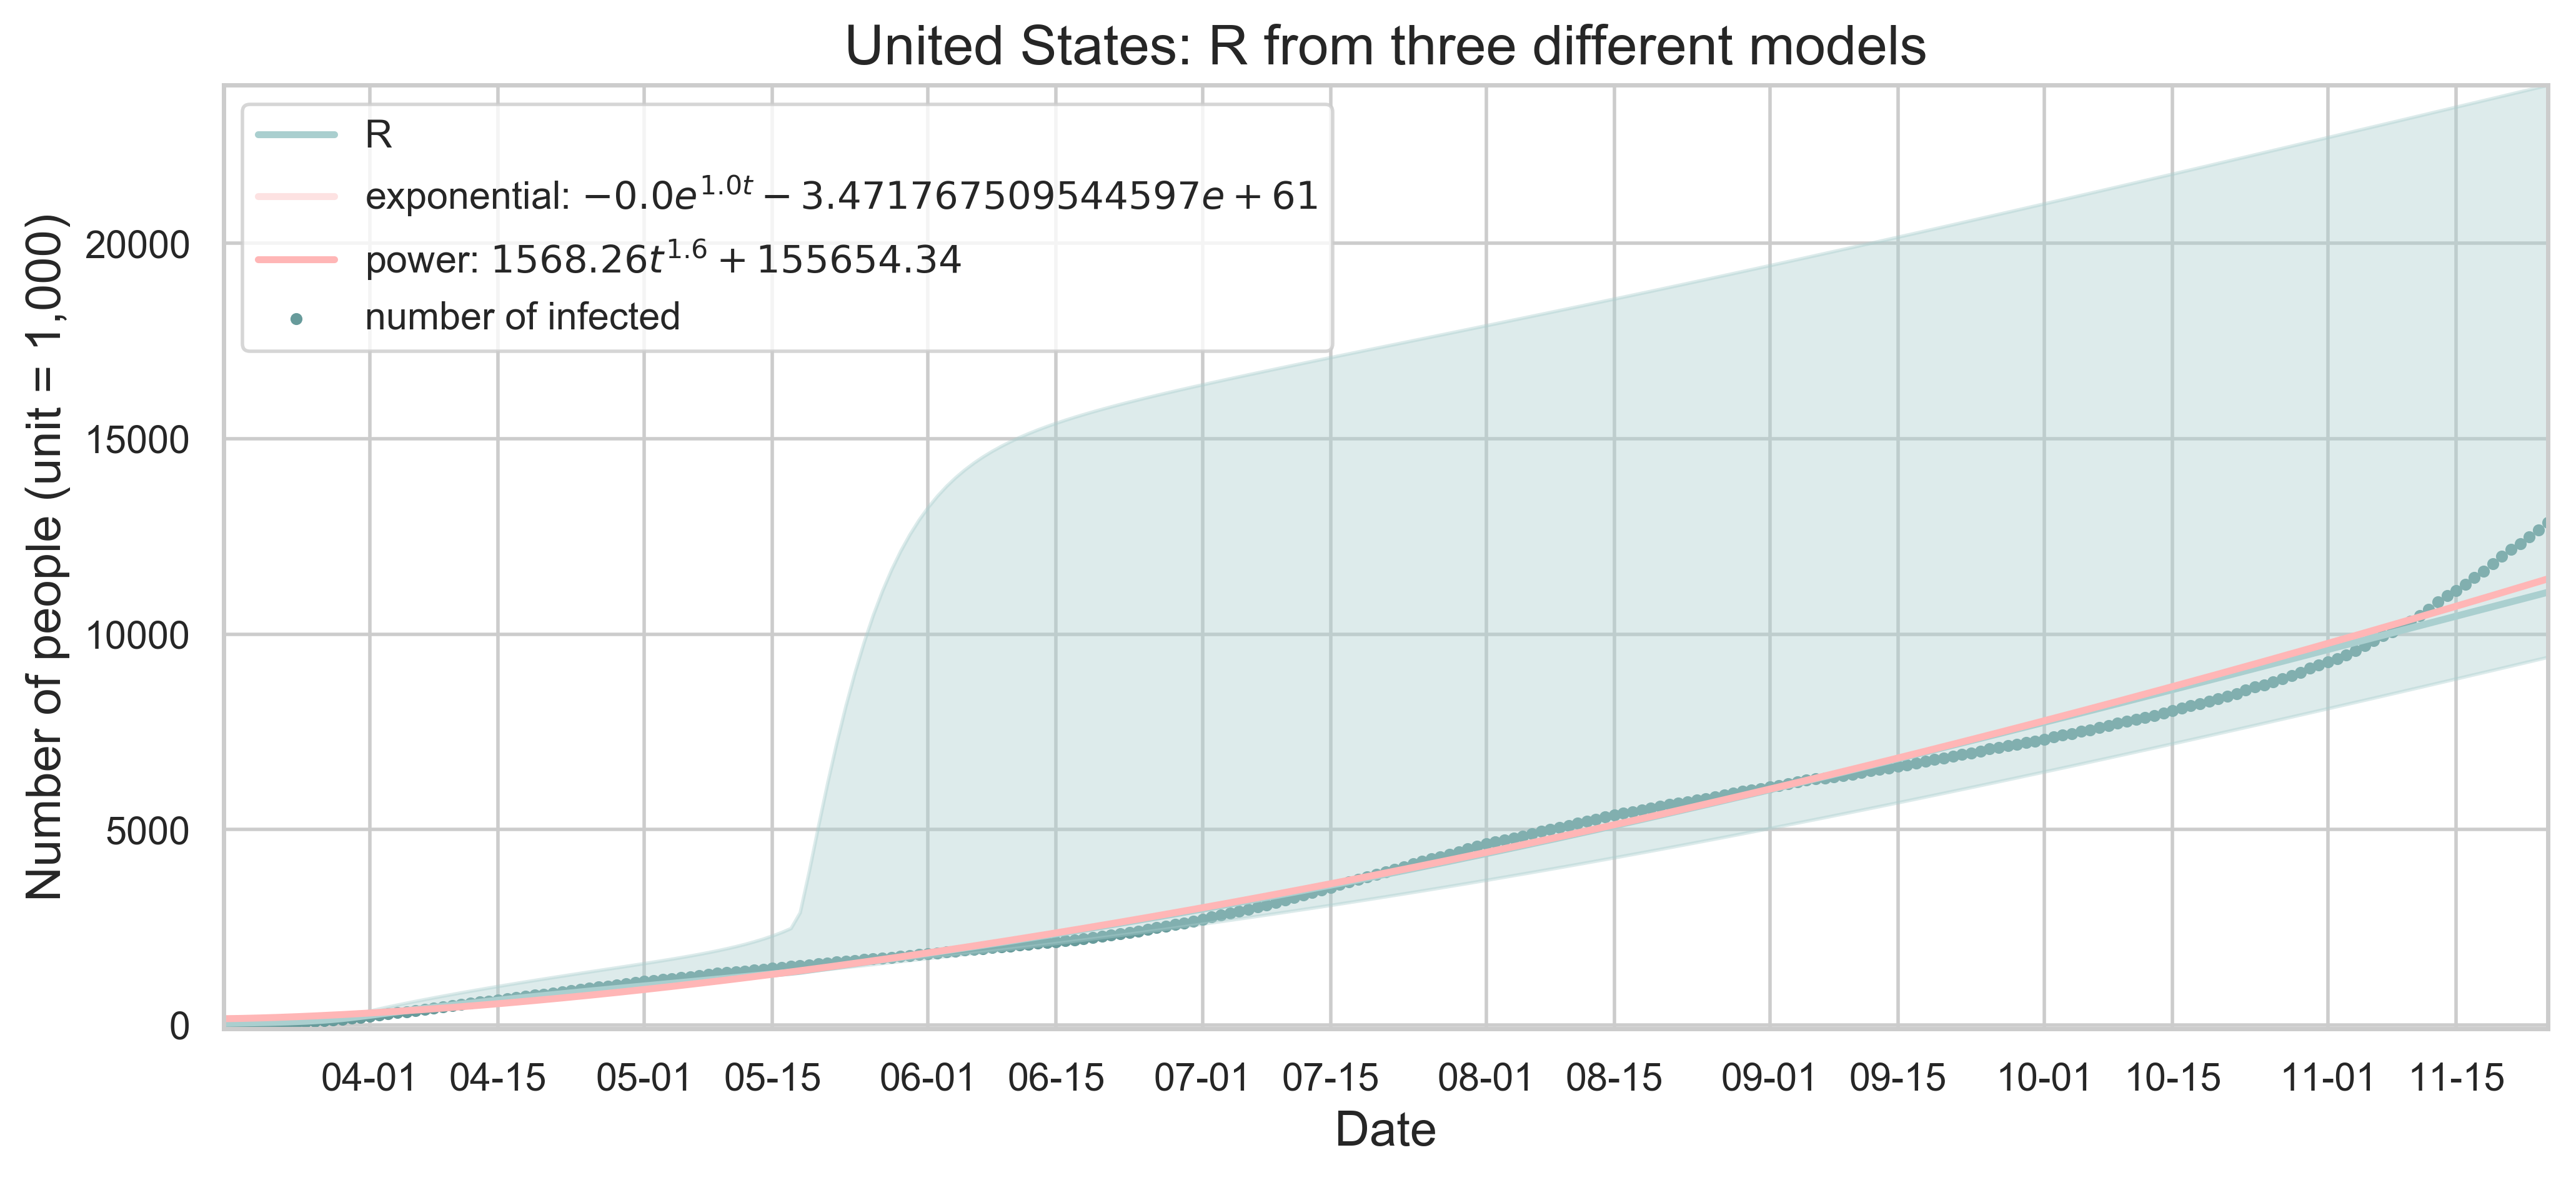 United States: R from three different models
R
exponential: −0.0e^{1.0t} − 3.4717675095445​97e + 61
power: 1568.26t^{1.6} + 155654.34
number of infected
Number of people (unit = 1,000)
20000
15000
10000
5000
0
04-01 04-15 05-01 05-15 06-01 06-15 07-01 07-15 08-01 08-15 09-01 09-15 10-01 10-15 11-01 11-15
Date